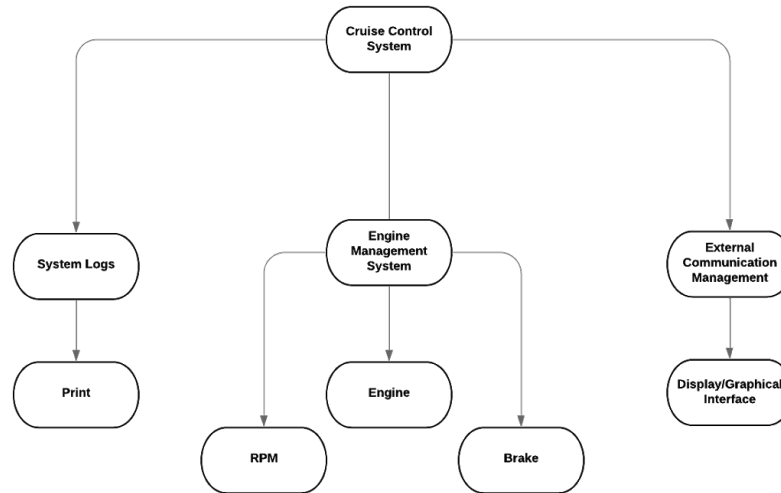 Cruise Control
System
System Logs
Engine
Management
System
External
Communication
Management
Print
Engine
Display/Graphical
Interface
RPM
Brake